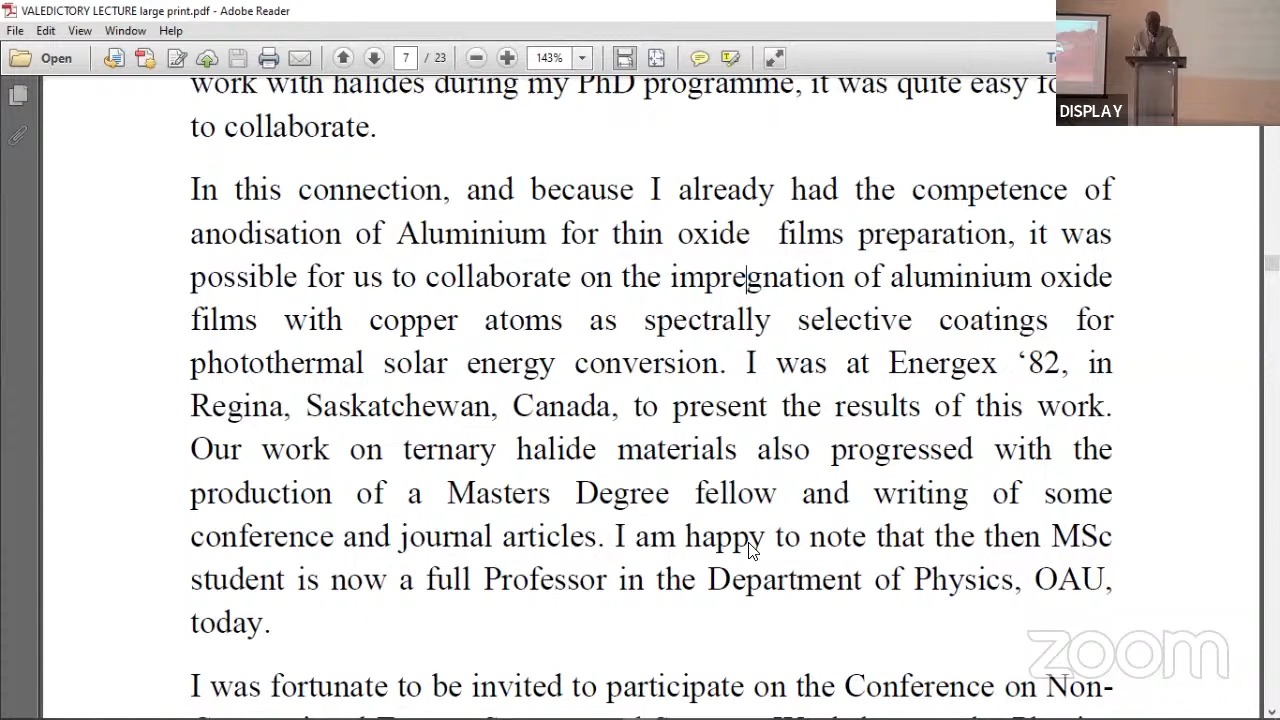 VALEDICTORY LECTURE large print.pdf - Adobe Reader
File Edit View Window Help
Open 7 / 23 143%
DISPLAY
work with halides during my PhD programme, it was quite easy
to collaborate.
In this connection, and because I already had the competence of
anodisation of Aluminium for thin oxide films preparation, it was
possible for us to collaborate on the impregnation of aluminium oxide
films with copper atoms as spectrally selective coatings for
photothermal solar energy conversion. I was at Energex ‘82, in
Regina, Saskatchewan, Canada, to present the results of this work.
Our work on ternary halide materials also progressed with the
production of a Masters Degree fellow and writing of some
conference and journal articles. I am happy to note that the then MSc
student is now a full Professor in the Department of Physics, OAU,
today.
zoom
I was fortunate to be invited to participate on the Conference on Non-